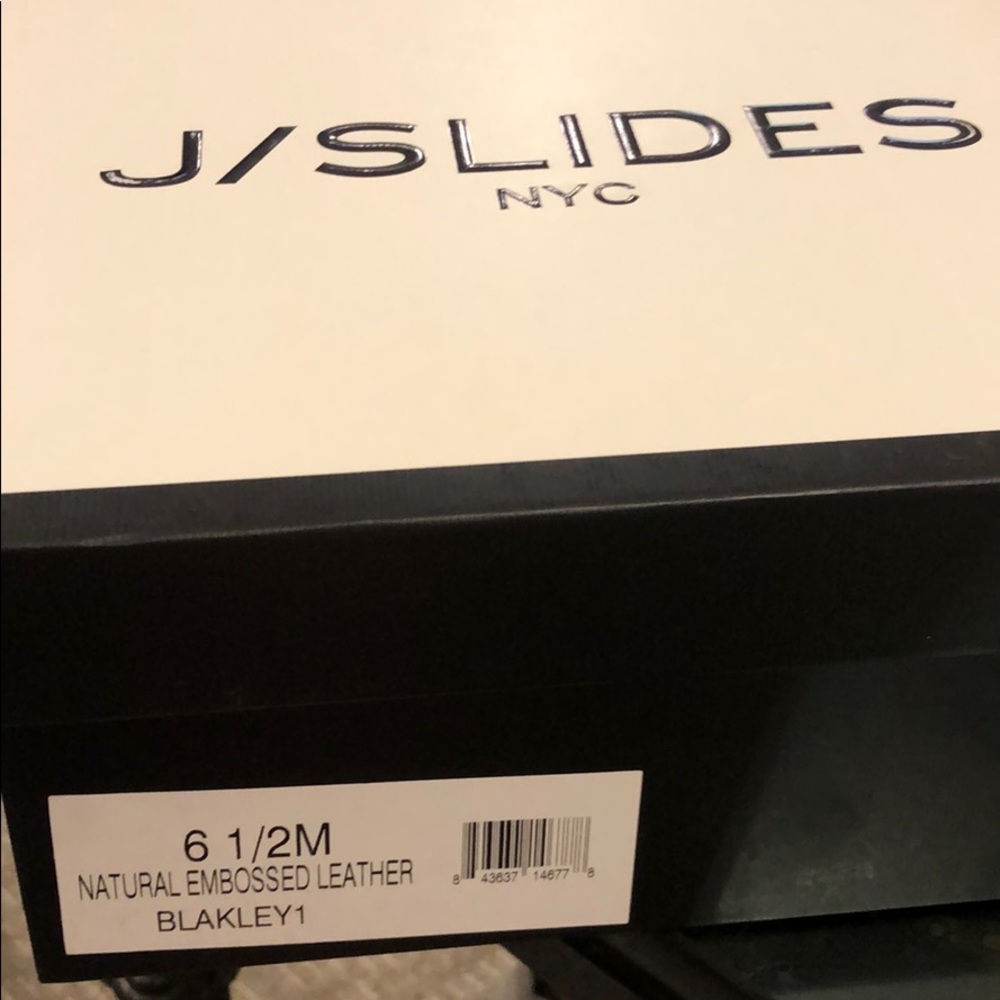 J/SLIDES
NYC
6 1/2M
NATURAL EMBOSSED LEATHER
BLAKLEY1
8 43637 14677 8